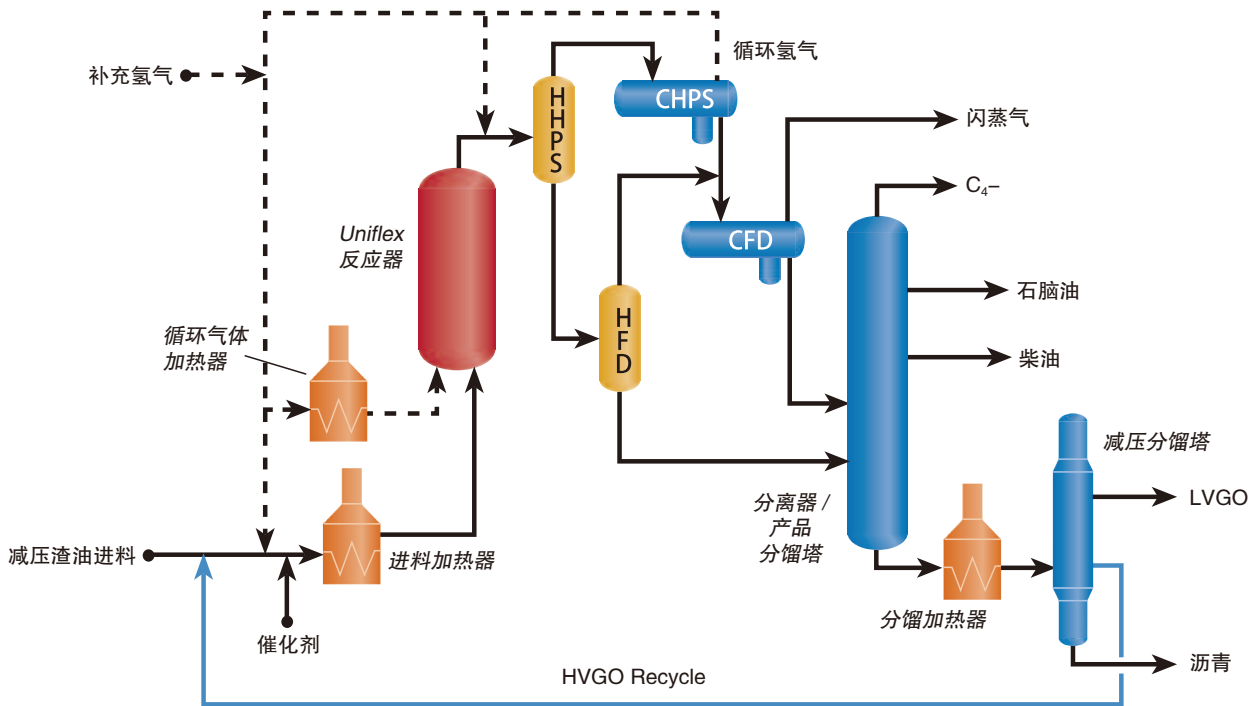 循环氢气
补充氢气
HHPS
CHPS
闪蒸气
C₄–
Uniflex
反应器
CFD
石脑油
HFD
循环气体
加热器
柴油
减压分馏塔
分离器 /
产品
分馏塔
LVGO
减压渣油进料
进料加热器
分馏加热器
催化剂
HVGO Recycle
沥青